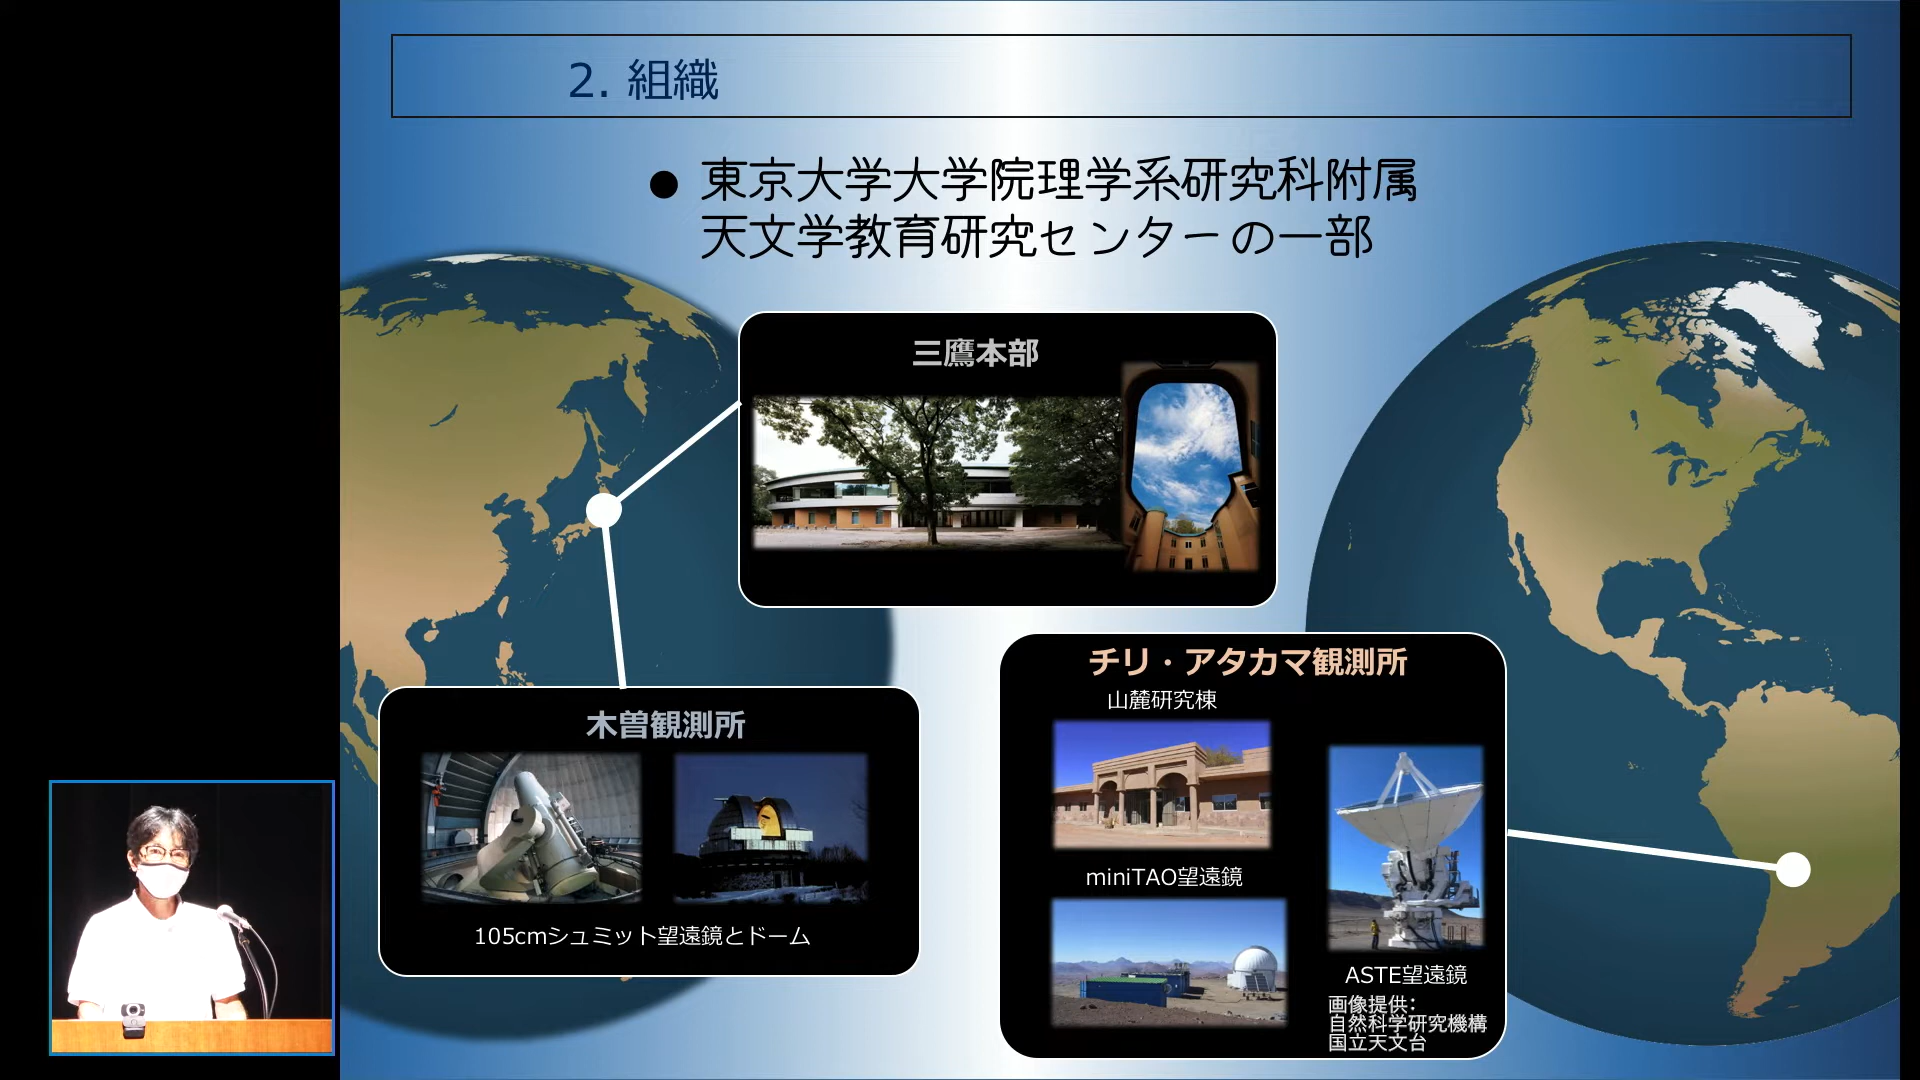 2. 組織
● 東京大学大学院理学系研究科附属
天文学教育研究センターの一部
三鷹本部
木曽観測所
105cmシュミット望遠鏡とドーム
チリ・アタカマ観測所
山麓研究棟
miniTAO望遠鏡
ASTE望遠鏡
画像提供:
自然科学研究機構
国立天文台